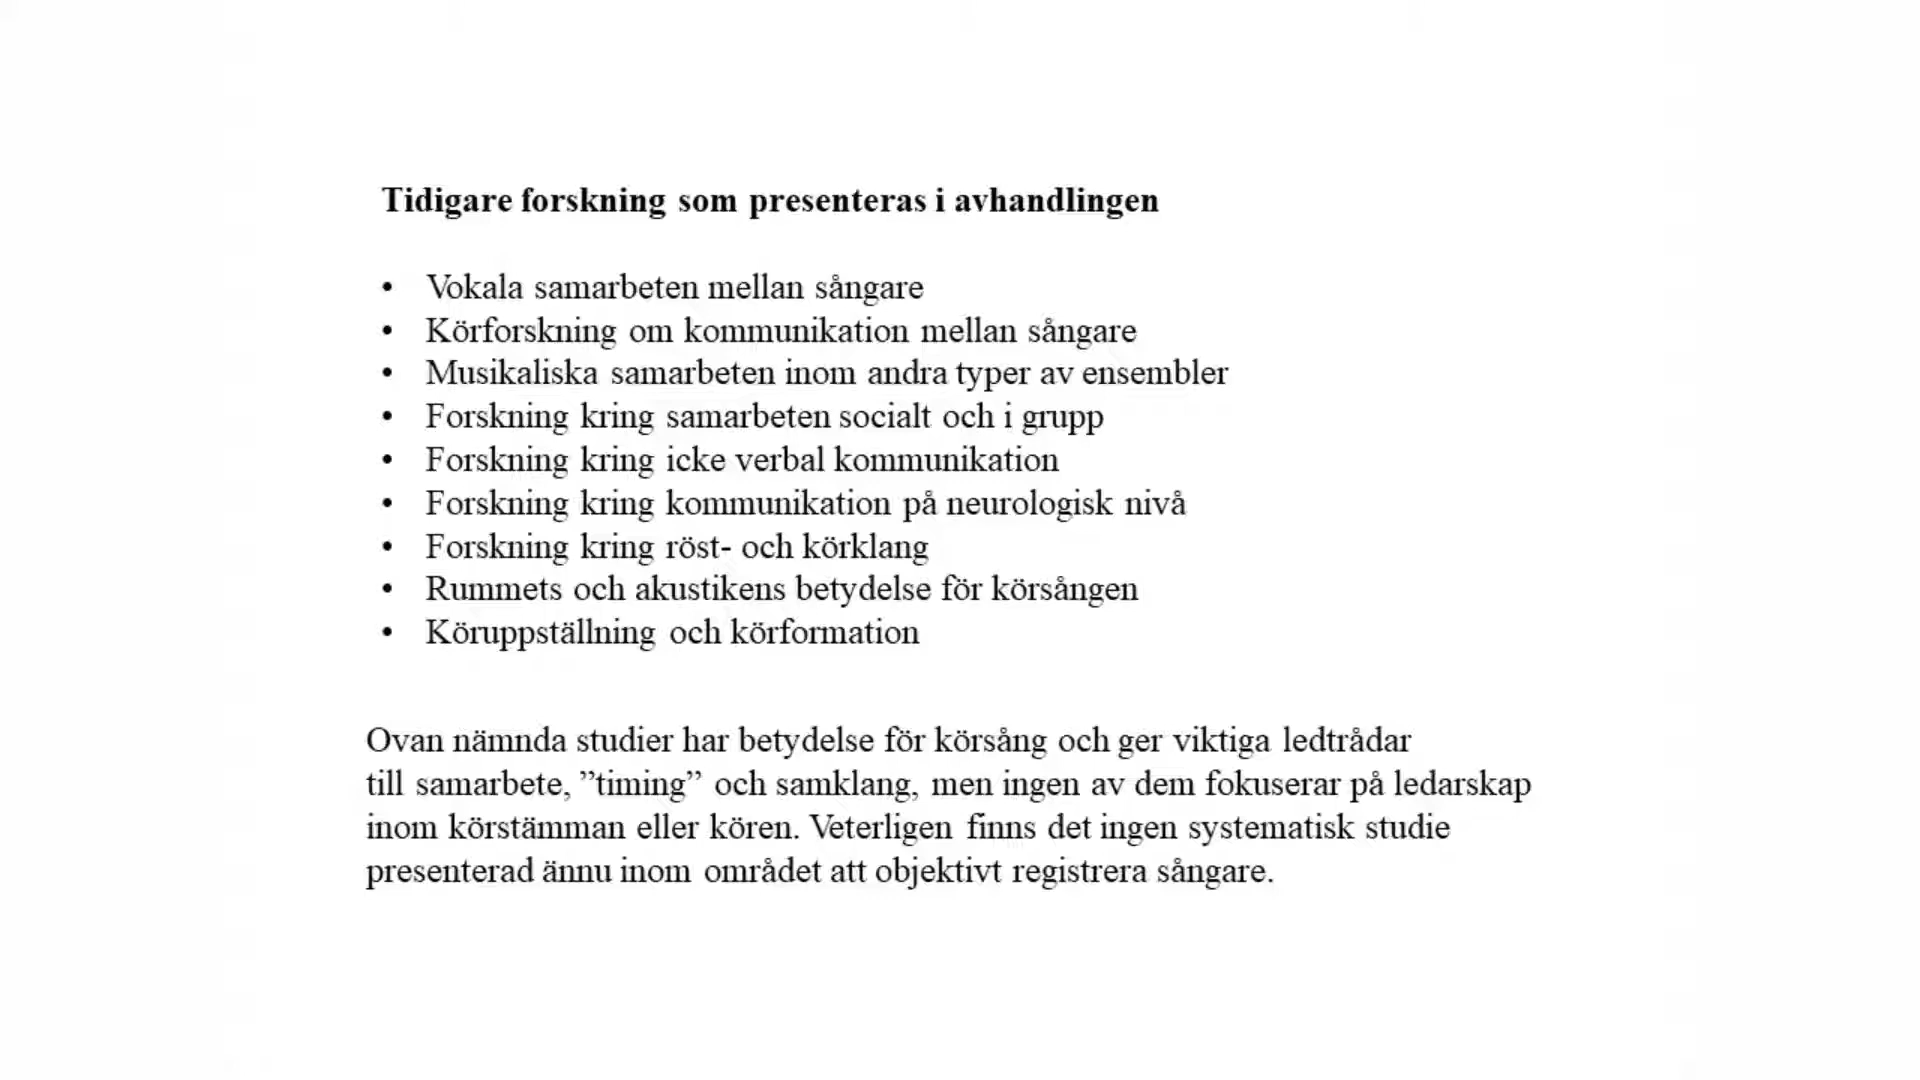 Tidigare forskning som presenteras i avhandlingen
• Vokala samarbeten mellan sångare
• Körforskning om kommunikation mellan sångare
• Musikaliska samarbeten inom andra typer av ensembler
• Forskning kring samarbeten socialt och i grupp
• Forskning kring icke verbal kommunikation
• Forskning kring kommunikation på neurologisk nivå
• Forskning kring röst- och körklang
• Rummets och akustikens betydelse för körsången
• Köruppställning och körformation
Ovan nämnda studier har betydelse för körsång och ger viktiga ledtrådar
till samarbete, ”timing” och samklang, men ingen av dem fokuserar på ledarskap
inom körstämman eller kören. Veterligen finns det ingen systematisk studie
presenterad ännu inom området att objektivt registrera sångare.